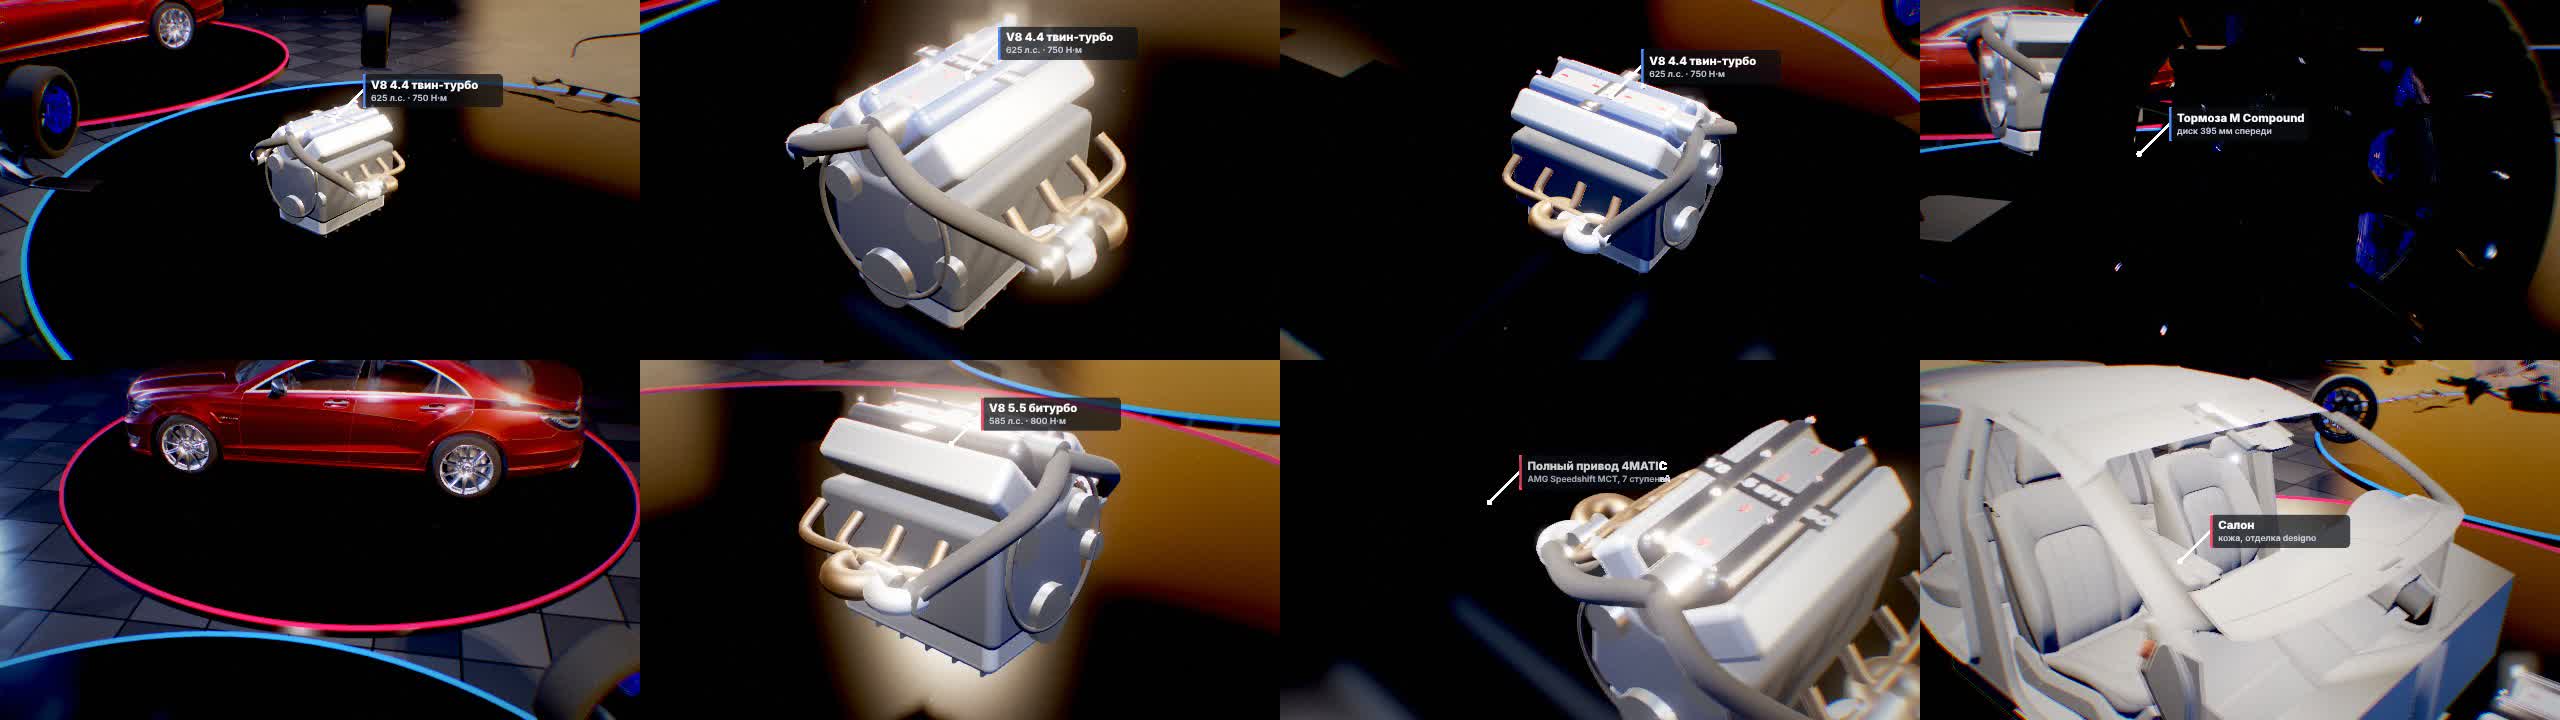 V8 4.4 твин-турбо
625 л.с. · 750 Н·м
V8 4.4 твин-турбо
625 л.с. · 750 Н·м
V8 4.4 твин-турбо
625 л.с. · 750 Н·м
Тормоза M Compound
диск 395 мм спереди
V8 5.5 битурбо
585 л.с. · 800 Н·м
Полный привод 4MATIC
AMG Speedshift MCT, 7 ступеней
V8
Салон
кожа, отделка designo